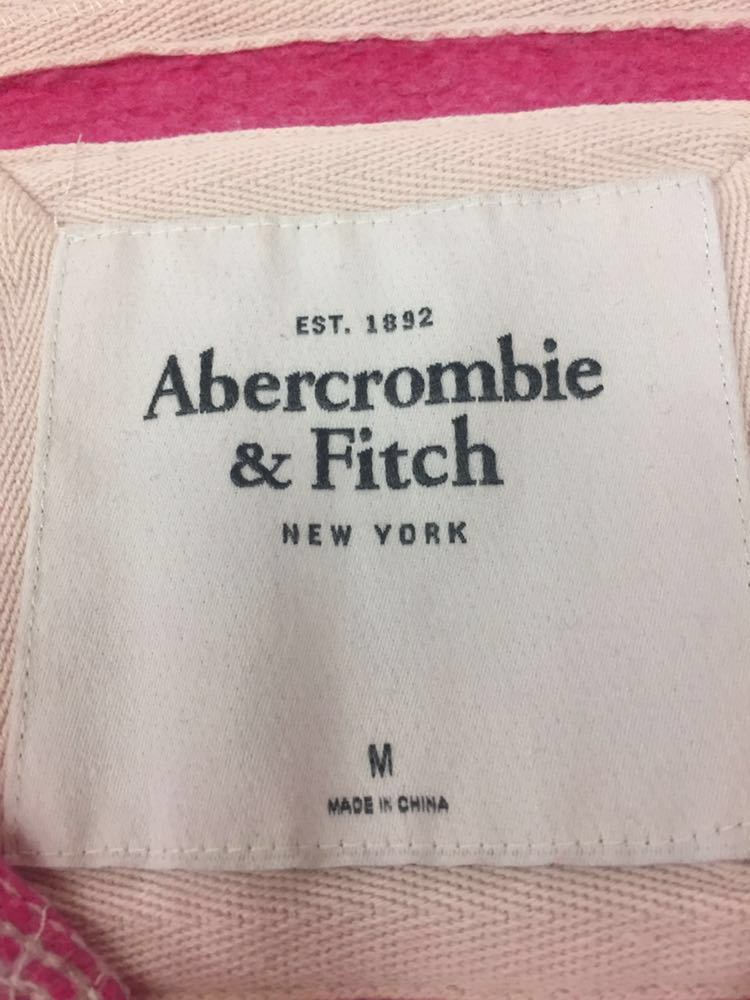 EST. 1892
Abercrombie
& Fitch
NEW YORK
M
MADE IN CHINA